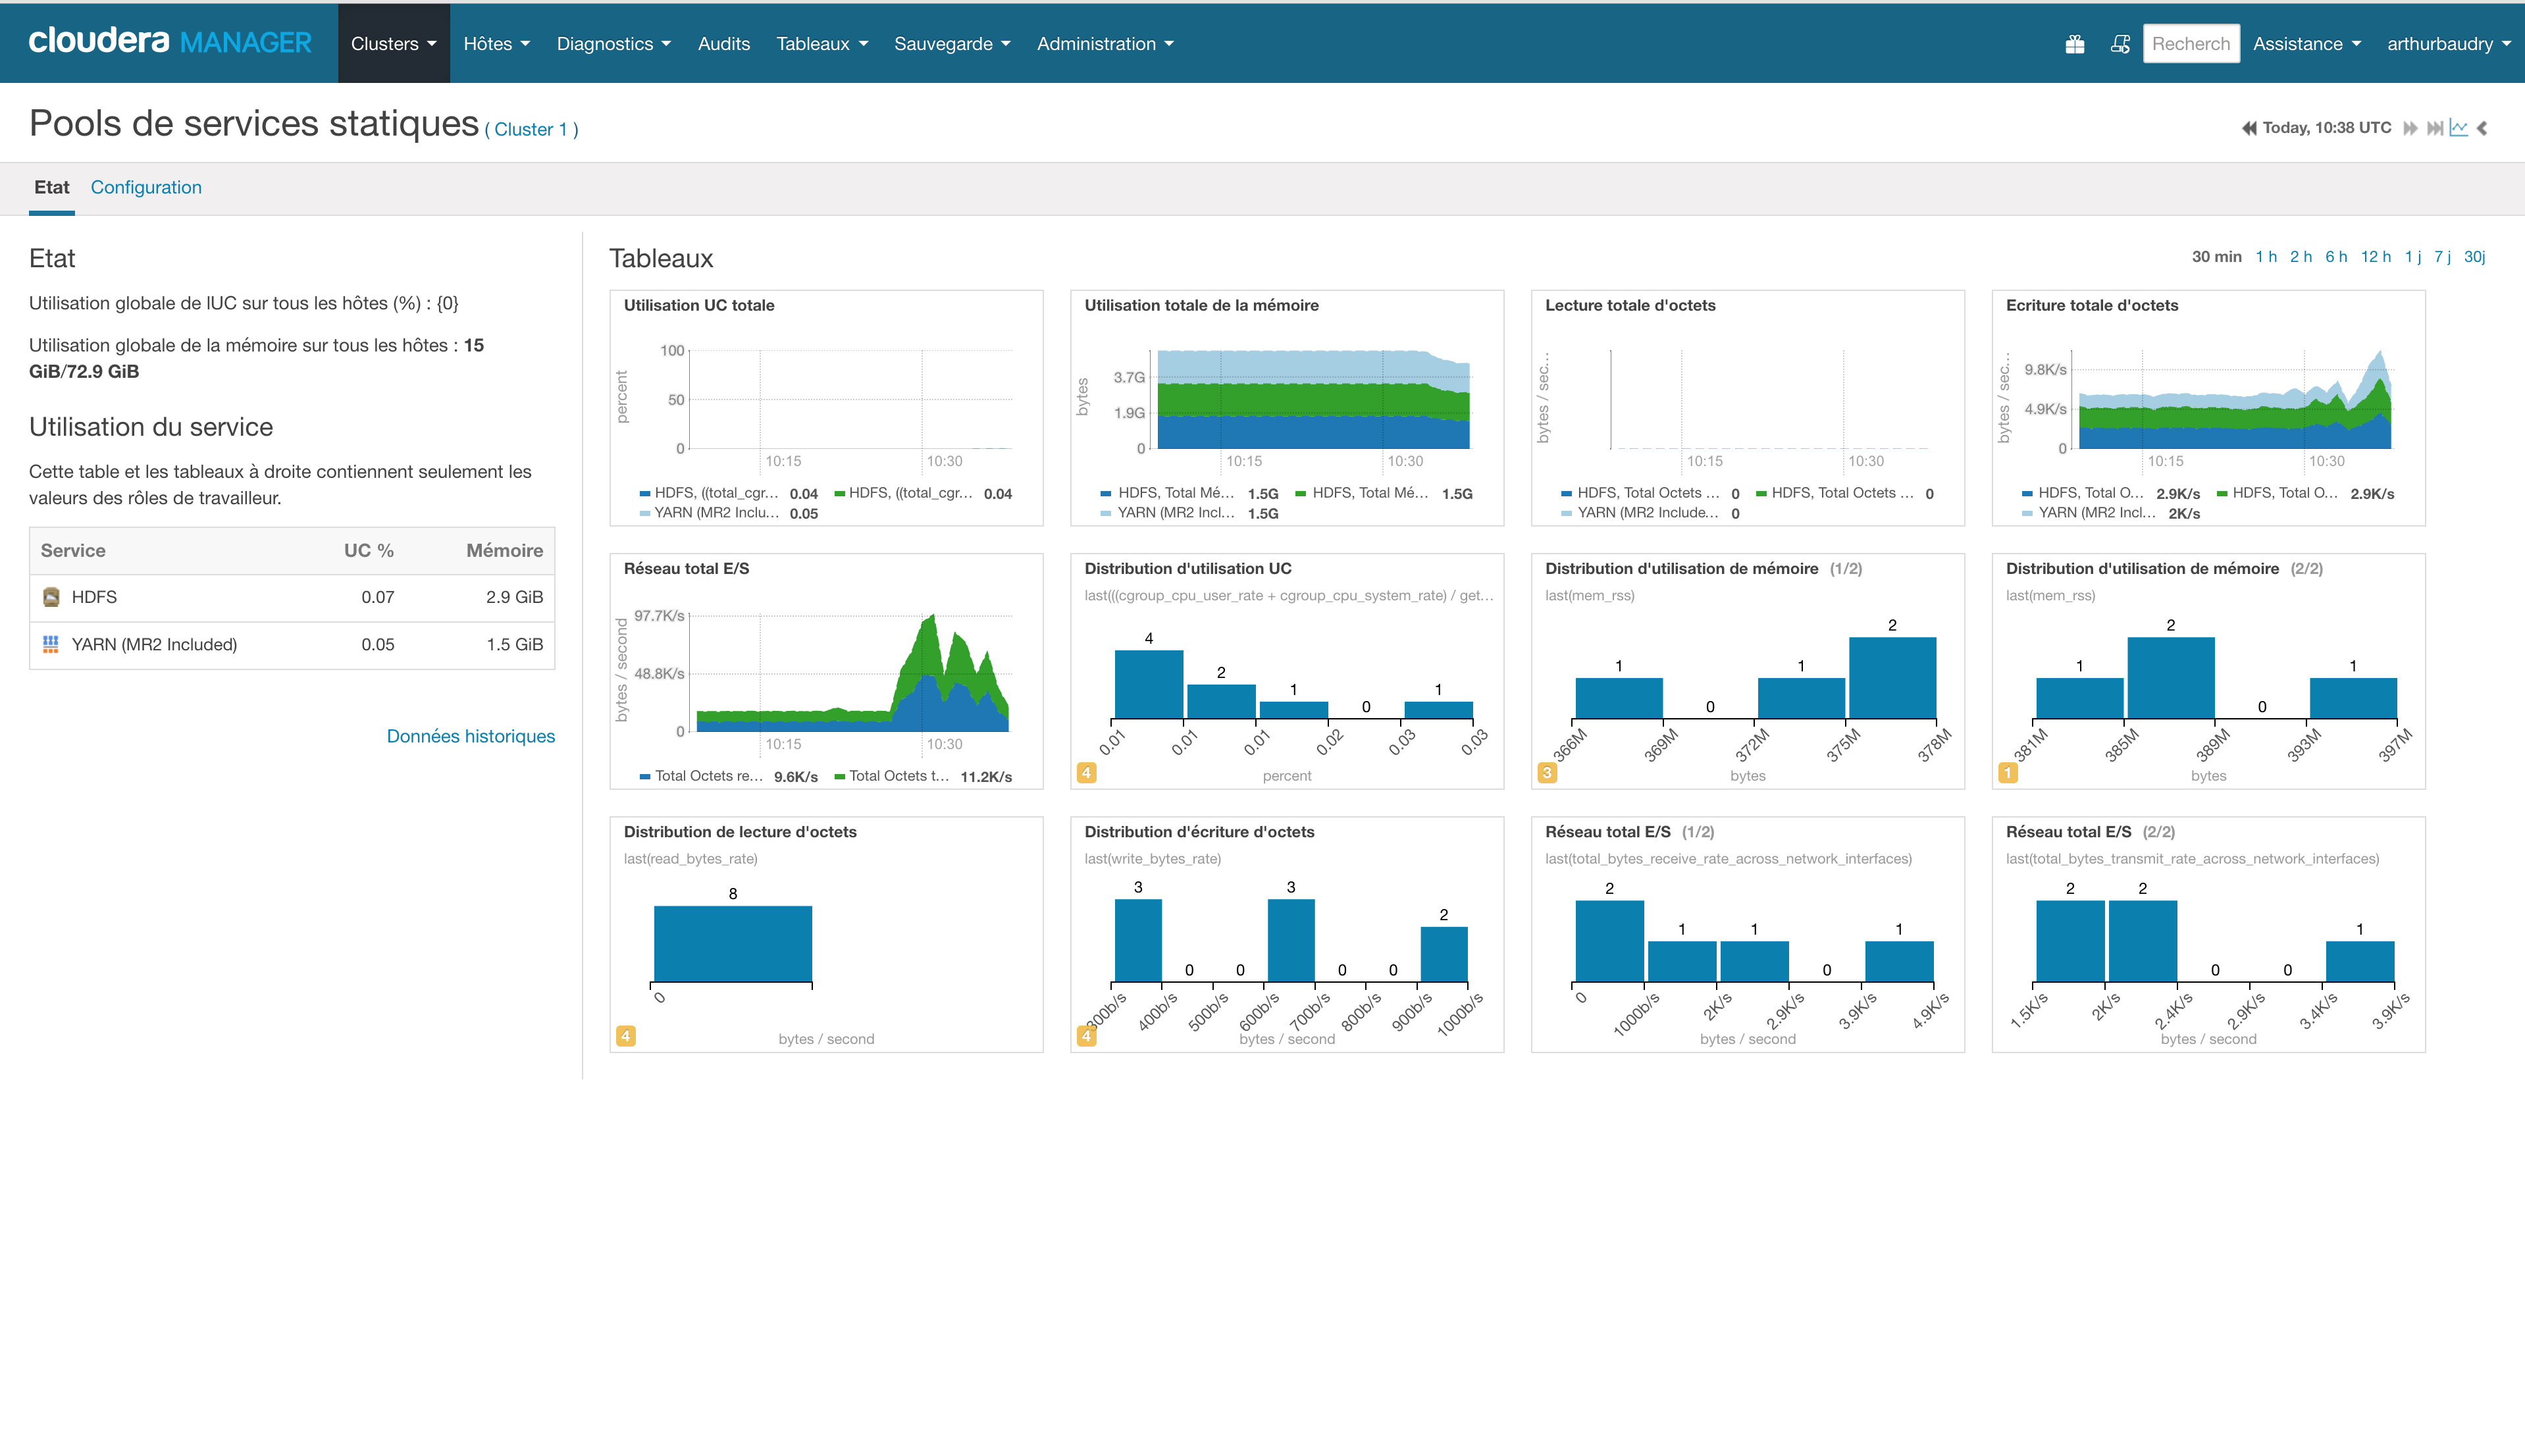 cloudera MANAGER Clusters Hôtes Diagnostics Audits Tableaux Sauvegarde Administration Recherch Assistance arthurbaudry
Pools de services statiques ( Cluster 1 )
Today, 10:38 UTC
Etat Configuration
Etat
Utilisation globale de lUC sur tous les hôtes (%) : {0}
Utilisation globale de la mémoire sur tous les hôtes : 15
GiB/72.9 GiB
Utilisation du service
Cette table et les tableaux à droite contiennent seulement les
valeurs des rôles de travailleur.
Service UC % Mémoire
HDFS 0.07 2.9 GiB
YARN (MR2 Included) 0.05 1.5 GiB
Données historiques
Tableaux
30 min 1 h 2 h 6 h 12 h 1 j 7 j 30j
Utilisation UC totale
percent
100
50
0
10:15 10:30
HDFS, ((total_cgr... 0.04 HDFS, ((total_cgr... 0.04
YARN (MR2 Inclu... 0.05
Utilisation totale de la mémoire
bytes
3.7G
1.9G
0
10:15 10:30
HDFS, Total Mé... 1.5G HDFS, Total Mé... 1.5G
YARN (MR2 Incl... 1.5G
Lecture totale d'octets
bytes / sec...
10:15 10:30
HDFS, Total Octets ... 0 HDFS, Total Octets ... 0
YARN (MR2 Include... 0
Ecriture totale d'octets
bytes / sec...
9.8K/s
4.9K/s
0
10:15 10:30
HDFS, Total O... 2.9K/s HDFS, Total O... 2.9K/s
YARN (MR2 Incl... 2K/s
Réseau total E/S
bytes / second
97.7K/s
48.8K/s
0
10:15 10:30
Total Octets re... 9.6K/s Total Octets t... 11.2K/s
Distribution d'utilisation UC
last(((cgroup_cpu_user_rate + cgroup_cpu_system_rate) / get...
4 2 1 0 1
0.01 0.01 0.01 0.02 0.03 0.03
4 percent
Distribution d'utilisation de mémoire (1/2)
last(mem_rss)
1 0 1 2
366M 369M 372M 375M 378M
3 bytes
Distribution d'utilisation de mémoire (2/2)
last(mem_rss)
1 2 0 1
381M 385M 389M 393M 397M
1 bytes
Distribution de lecture d'octets
last(read_bytes_rate)
8
0
4 bytes / second
Distribution d'écriture d'octets
last(write_bytes_rate)
3 0 0 3 0 0 2
300b/s 400b/s 500b/s 600b/s 700b/s 800b/s 900b/s 1000b/s
4 bytes / second
Réseau total E/S (1/2)
last(total_bytes_receive_rate_across_network_interfaces)
2 1 1 0 1
0 1000b/s 2K/s 2.9K/s 3.9K/s 4.9K/s
bytes / second
Réseau total E/S (2/2)
last(total_bytes_transmit_rate_across_network_interfaces)
2 2 0 0 1
1.5K/s 2K/s 2.4K/s 2.9K/s 3.4K/s 3.9K/s
bytes / second